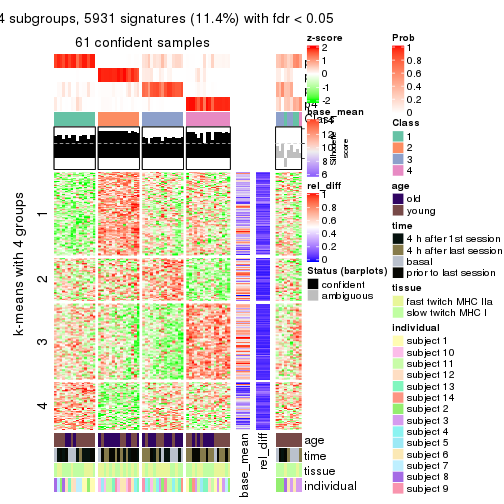 4 subgroups, 5931 signatures (11.4%) with fdr < 0.05
61 confident samples
k-means with 4 groups
1
2
3
4
age
time
tissue
individual
base_mean
rel_diff
z-score
2
1
0
-1
-2
base_mean
14
12
10
8
6
rel_diff
1
0.8
0.6
0.4
0.2
0
Status (barplots)
confident
ambiguous
score
Prob
1
0.8
0.6
0.4
0.2
0
Class
1
2
3
4
age
old
young
time
4 h after 1st session
4 h after last session
basal
prior to last session
tissue
fast twitch MHC IIa
slow twitch MHC I
individual
subject 1
subject 10
subject 11
subject 12
subject 13
subject 14
subject 2
subject 3
subject 4
subject 5
subject 6
subject 7
subject 8
subject 9